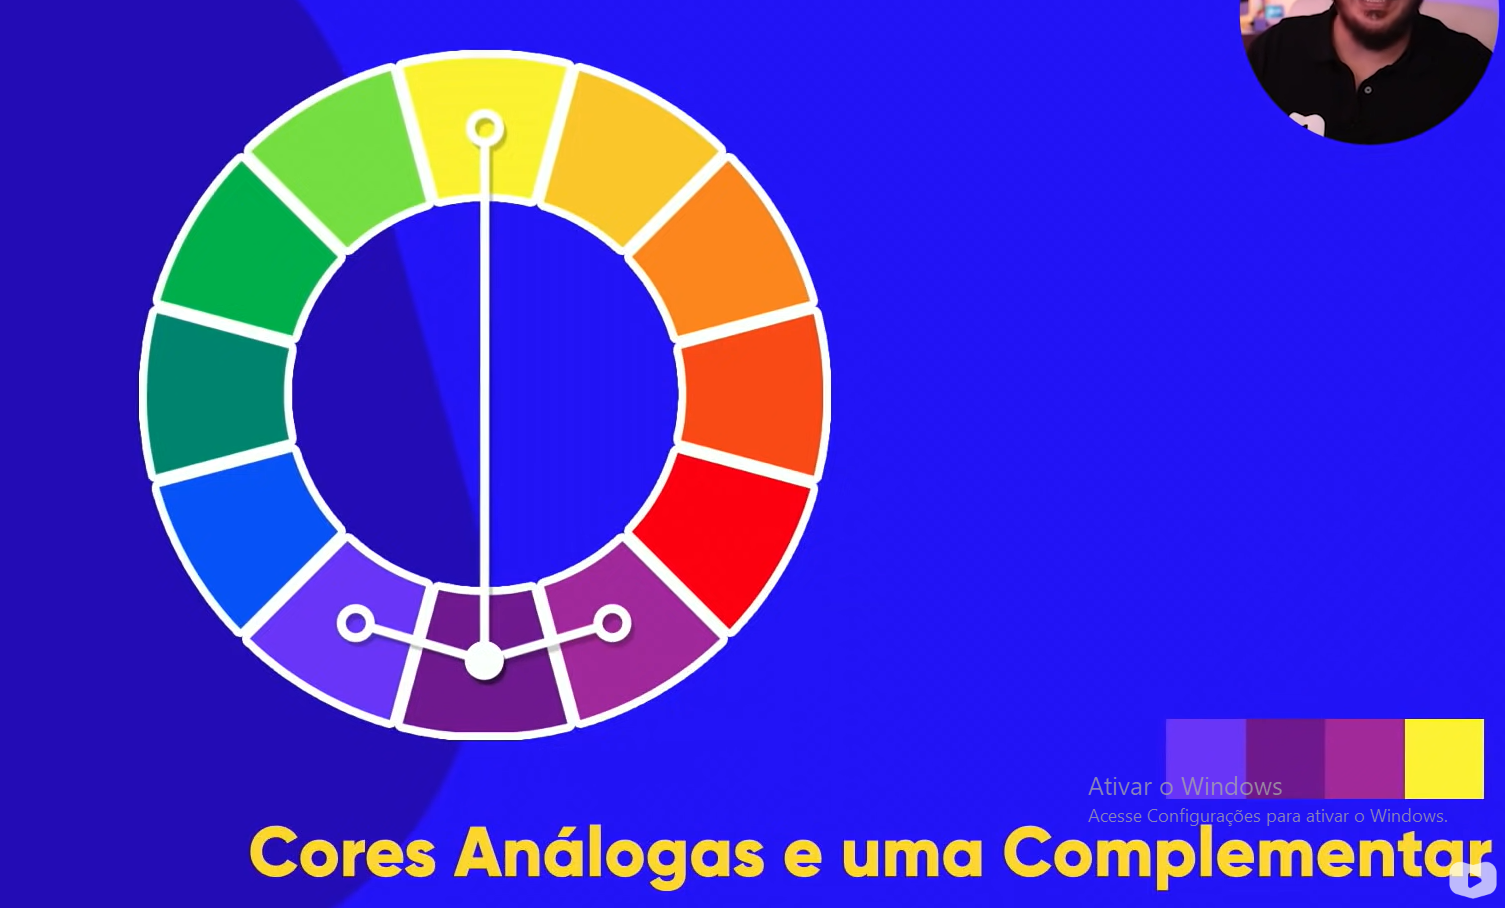 Ativar o Windows
Acesse Configurações para ativar o Windows.
Cores Análogas e uma Complementar